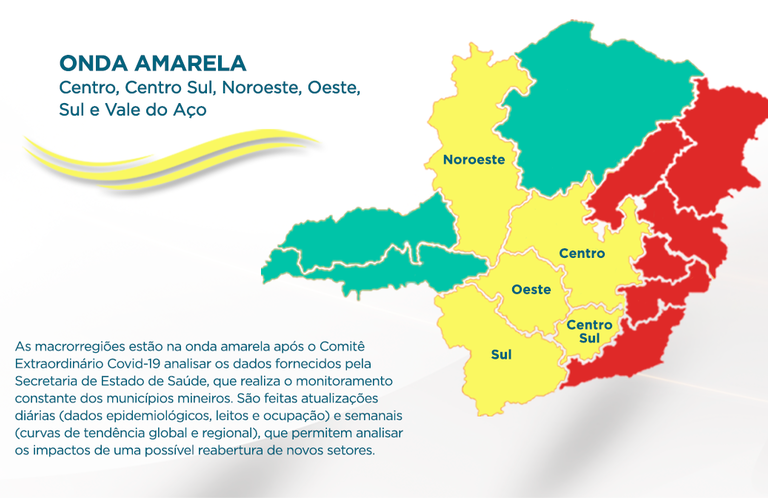 ONDA AMARELA
Centro, Centro Sul, Noroeste, Oeste,
Sul e Vale do Aço
Noroeste
Centro
Oeste
Centro
Sul
Sul
As macrorregiões estão na onda amarela após o Comitê
Extraordinário Covid-19 analisar os dados fornecidos pela
Secretaria de Estado de Saúde, que realiza o monitoramento
constante dos municípios mineiros. São feitas atualizações
diárias (dados epidemiológicos, leitos e ocupação) e semanais
(curvas de tendência global e regional), que permitem analisar
os impactos de uma possível reabertura de novos setores.